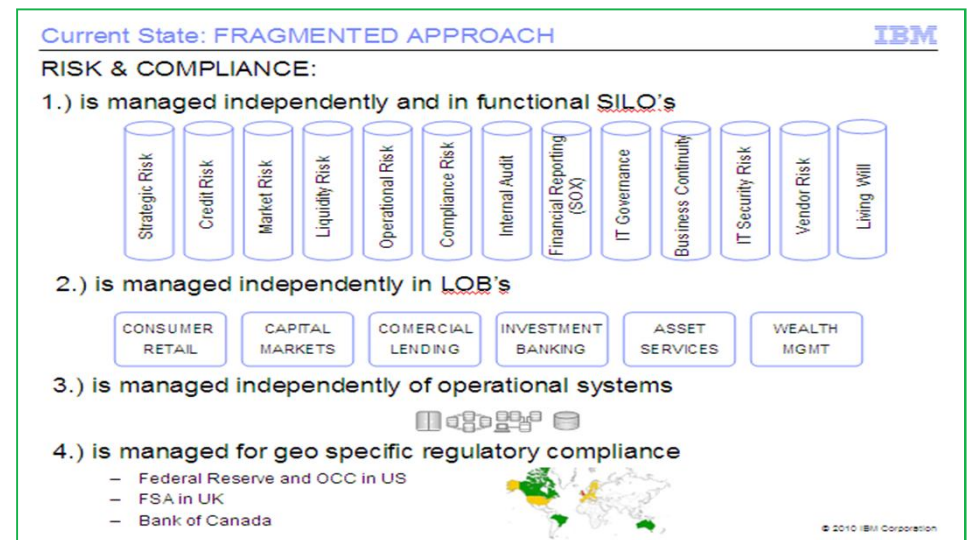 Current State: FRAGMENTED APPROACH
IBM
RISK & COMPLIANCE:
1.) is managed independently and in functional SILO's
Strategic Risk
Credit Risk
Market Risk
Liquidity Risk
Operational Risk
Compliance Risk
Internal Audit
Financial Reporting
(SOX)
IT Governance
Business Continuity
IT Security Risk
Vendor Risk
Living Will
2.) is managed independently in LOB's
CONSUMER
RETAIL
CAPITAL
MARKETS
COMERCIAL
LENDING
INVESTMENT
BANKING
ASSET
SERVICES
WEALTH
MGMT
3.) is managed independently of operational systems
4.) is managed for geo specific regulatory compliance
– Federal Reserve and OCC in US
– FSA in UK
– Bank of Canada
© 2010 IBM Corporation